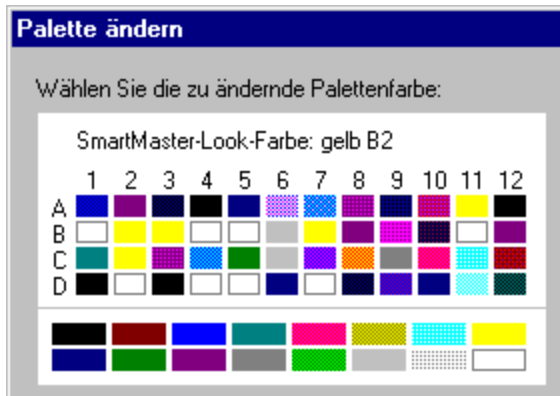 Palette ändern
Wählen Sie die zu ändernde Palettenfarbe:
SmartMaster-Look-Farbe: gelb B2
1 2 3 4 5 6 7 8 9 10 11 12
A
B
C
D